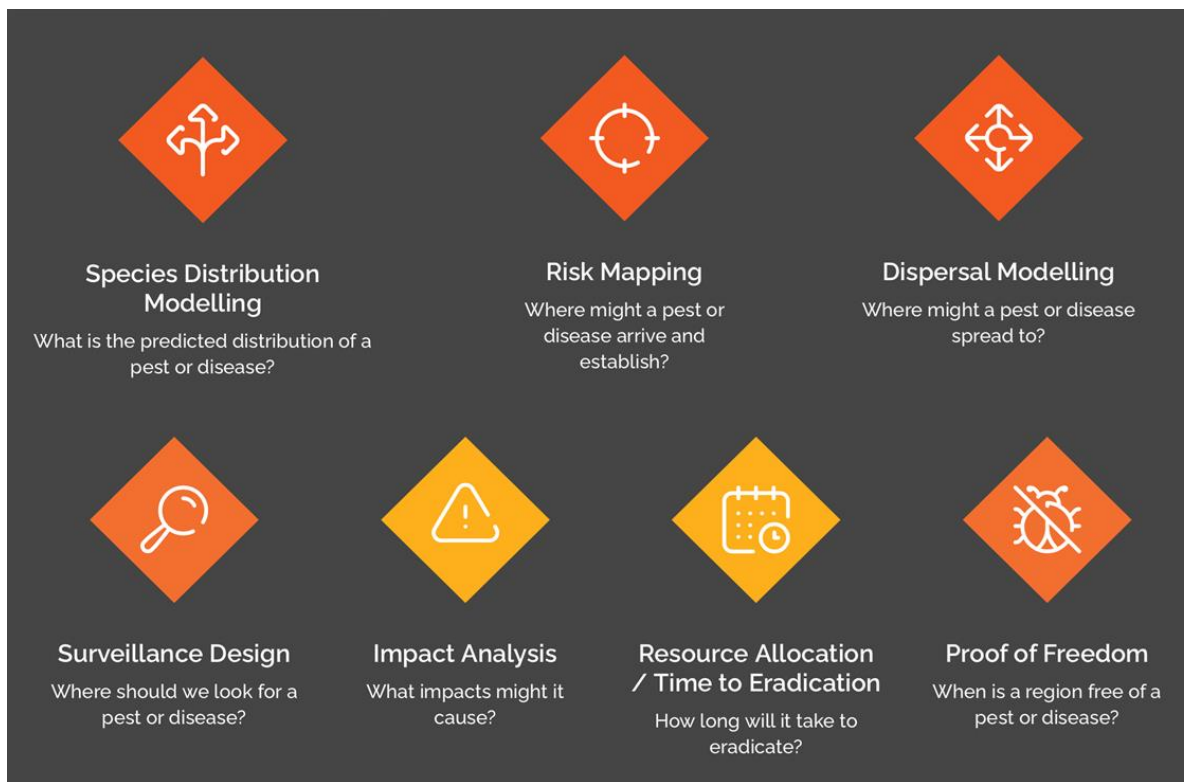 Species Distribution
Modelling
What is the predicted distribution of a
pest or disease?
Risk Mapping
Where might a pest or
disease arrive and
establish?
Dispersal Modelling
Where might a pest or disease
spread to?
Surveillance Design
Where should we look for a
pest or disease?
Impact Analysis
What impacts might it
cause?
Resource Allocation
/ Time to Eradication
How long will it take to
eradicate?
Proof of Freedom
When is a region free of a
pest or disease?